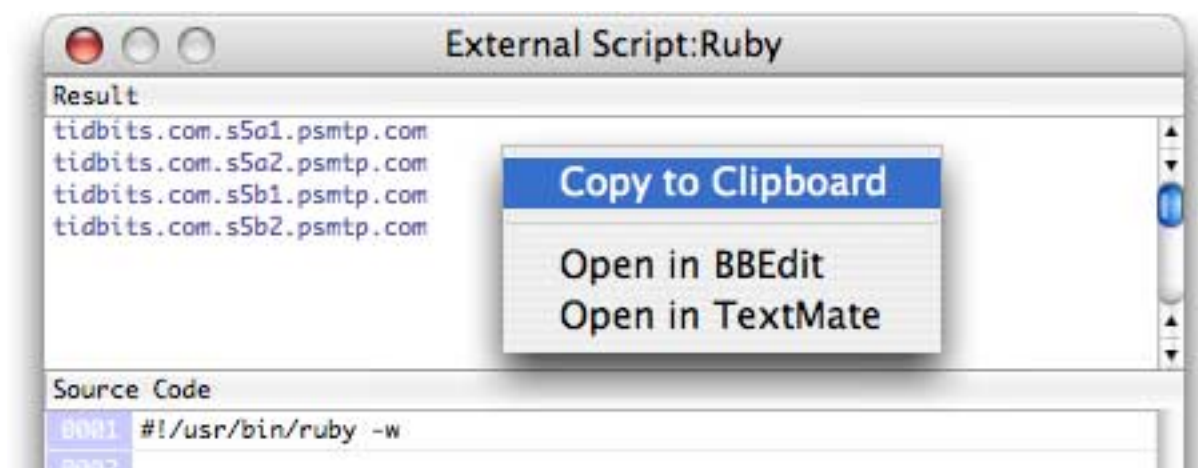 External Script:Ruby
Result
tidbits.com.s5a1.psmtp.com
tidbits.com.s5a2.psmtp.com
tidbits.com.s5b1.psmtp.com
tidbits.com.s5b2.psmtp.com
Copy to Clipboard
Open in BBEdit
Open in TextMate
Source Code
0001 #!/usr/bin/ruby -w